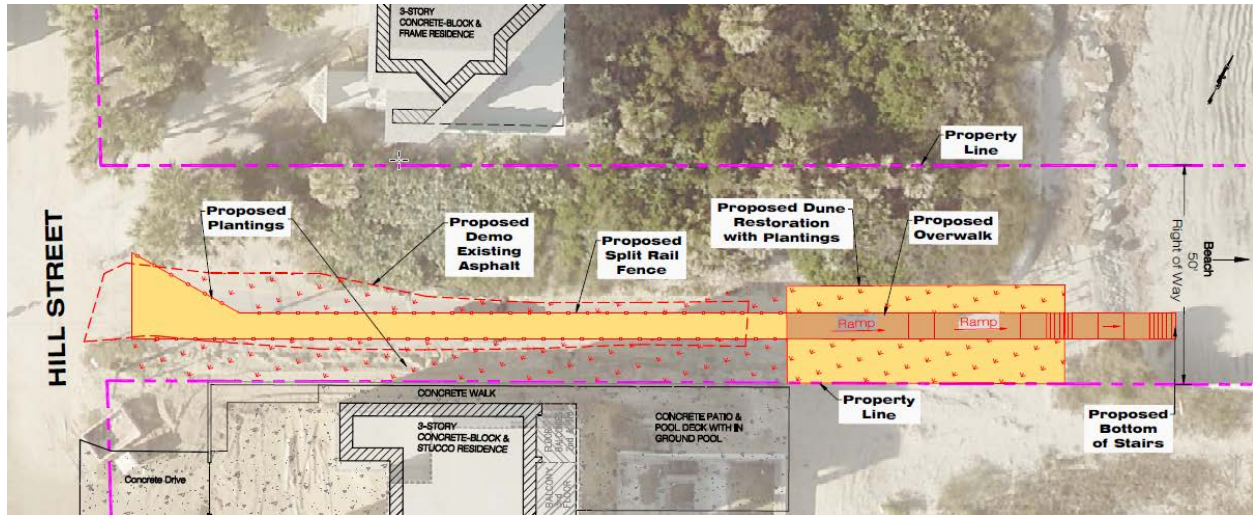 3-STORY
CONCRETE-BLOCK &
FRAME RESIDENCE
Property
Line
HILL STREET
Proposed
Plantings
Proposed
Demo
Existing
Asphalt
Proposed
Split Rail
Fence
Proposed Dune
Restoration
with Plantings
Proposed
Overwalk
Beach
50'
Right of Way
Ramp
Ramp
CONCRETE WALK
3-STORY
CONCRETE-BLOCK &
STUCCO RESIDENCE
BALCONY
2nd
FLOOR
CONCRETE PATIO &
POOL DECK WITH IN
GROUND POOL
Property
Line
Proposed
Bottom
of Stairs
Concrete Drive